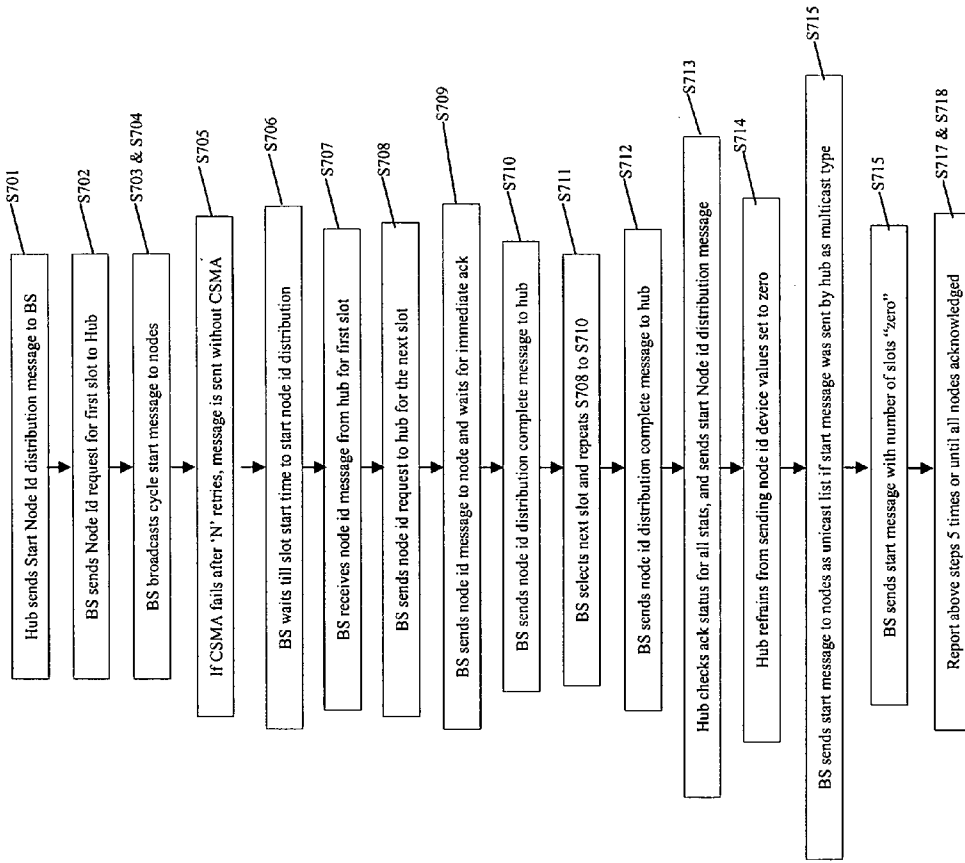 S701
Hub sends Start Node Id distribution message to BS
S702
BS sends Node Id request for first slot to Hub
S703 & S704
BS broadcasts cycle start message to nodes
S705
If CSMA fails after 'N' retries, message is sent without CSMA
S706
BS waits till slot start time to start node id distribution
S707
BS receives node id message from hub for first slot
S708
BS sends node id request to hub for the next slot
S709
BS sends node id message to node and waits for immediate ack
S710
BS sends node id distribution complete message to hub
S711
BS selects next slot and repeats S708 to S710
S712
BS sends node id distribution complete message to hub
S713
Hub checks ack status for all stats, and sends start Node id distribution message
S714
Hub refrains from sending node id device values set to zero
S715
BS sends start message to nodes as unicast list if start message was sent by hub as multicast type
S715
BS sends start message with number of slots "zero"
S717 & S718
Report above steps 5 times or until all nodes acknowledged